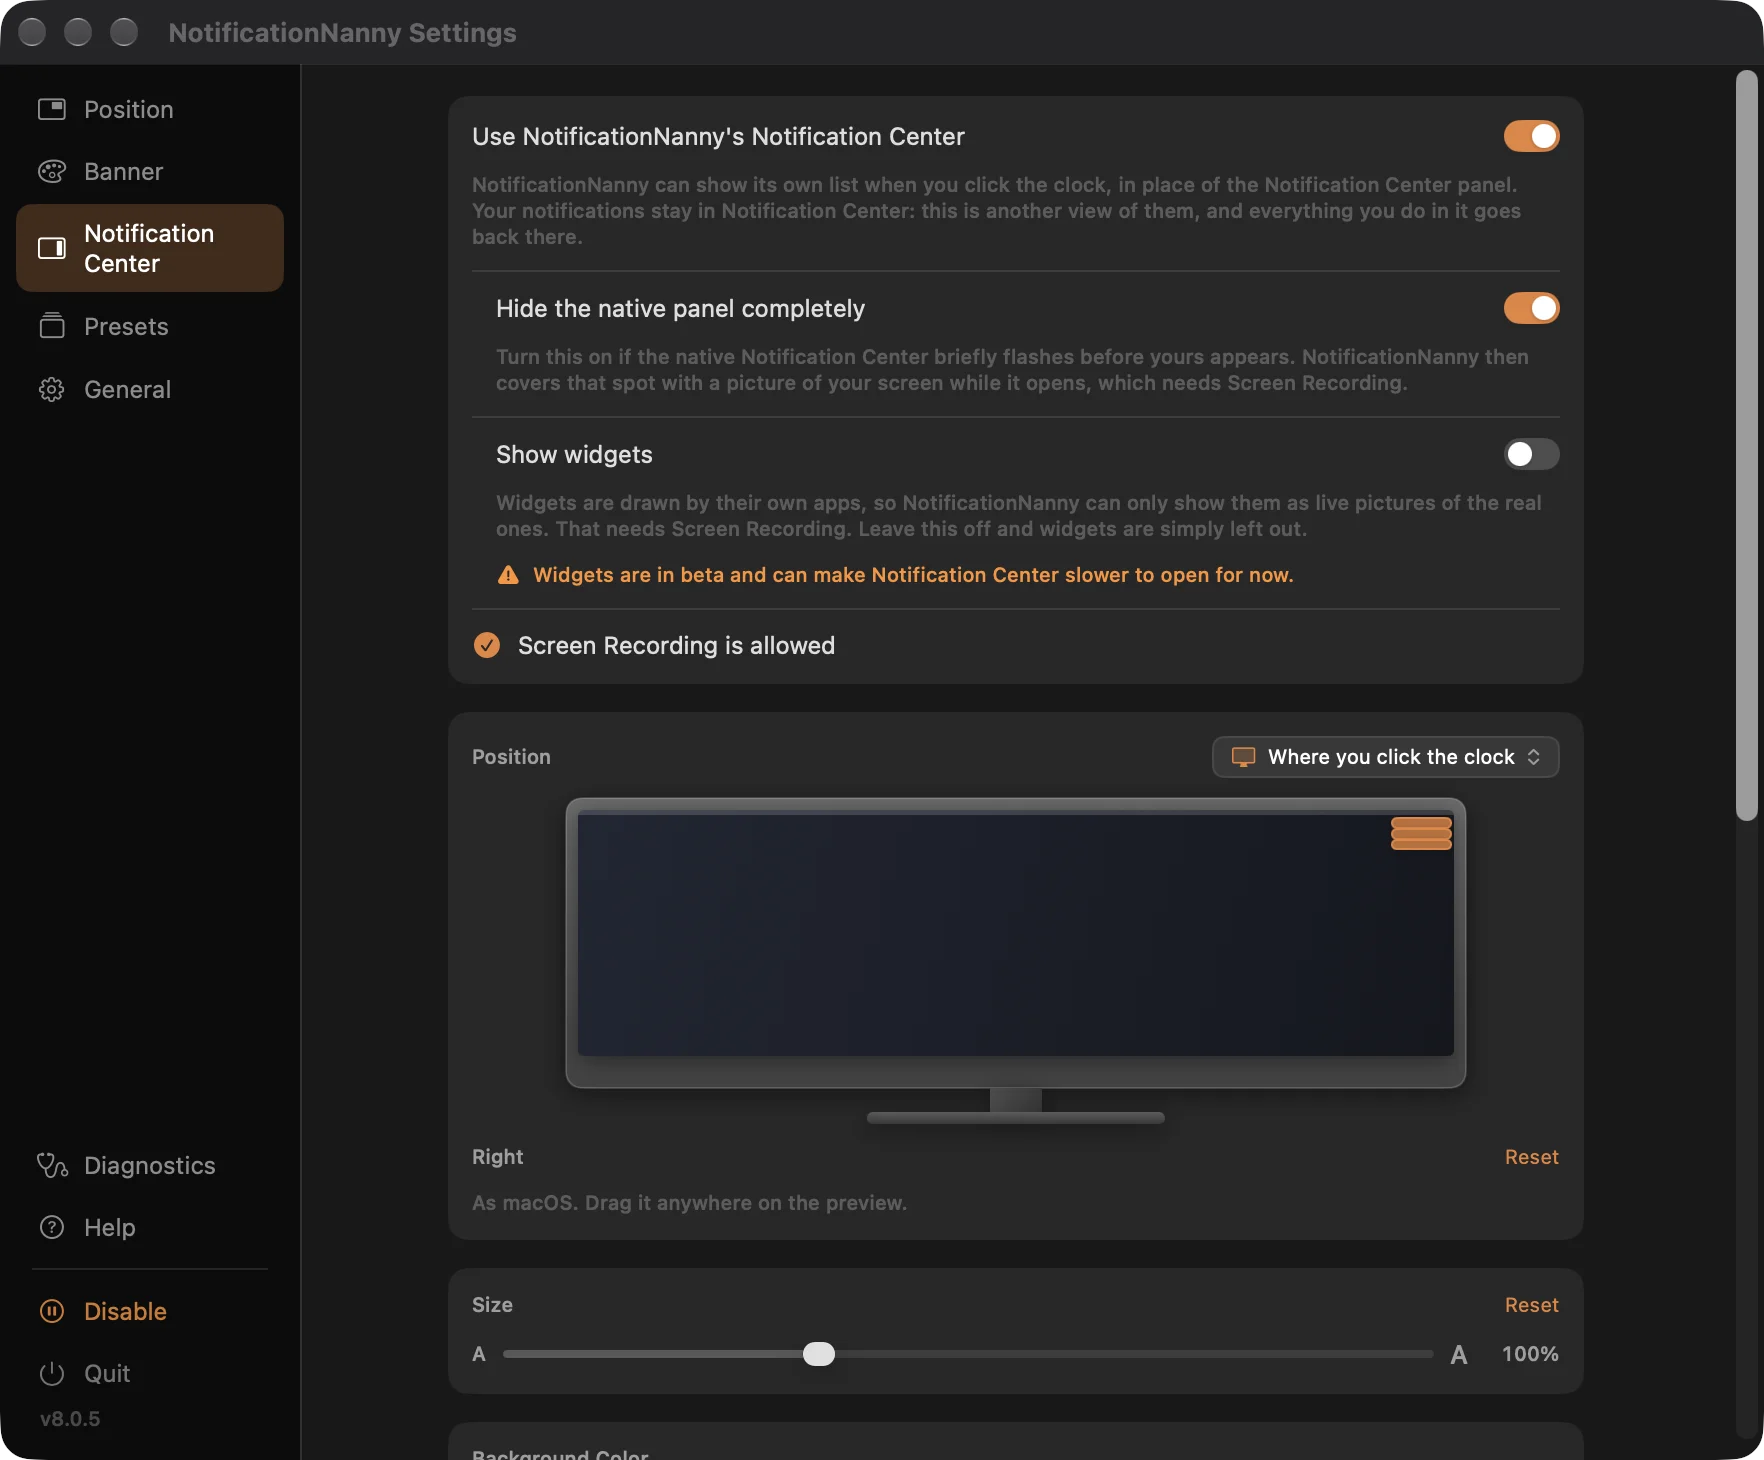 NotificationNanny Settings
Position
Banner
Notification
Center
Presets
General
Diagnostics
Help
Disable
Quit
v8.0.5
Use NotificationNanny's Notification Center
NotificationNanny can show its own list when you click the clock, in place of the Notification Center panel.
Your notifications stay in Notification Center: this is another view of them, and everything you do in it goes
back there.
Hide the native panel completely
Turn this on if the native Notification Center briefly flashes before yours appears. NotificationNanny then
covers that spot with a picture of your screen while it opens, which needs Screen Recording.
Show widgets
Widgets are drawn by their own apps, so NotificationNanny can only show them as live pictures of the real
ones. That needs Screen Recording. Leave this off and widgets are simply left out.
Widgets are in beta and can make Notification Center slower to open for now.
Screen Recording is allowed
Position
Where you click the clock
Right
Reset
As macOS. Drag it anywhere on the preview.
Size
Reset
A
A
100%
Background Color